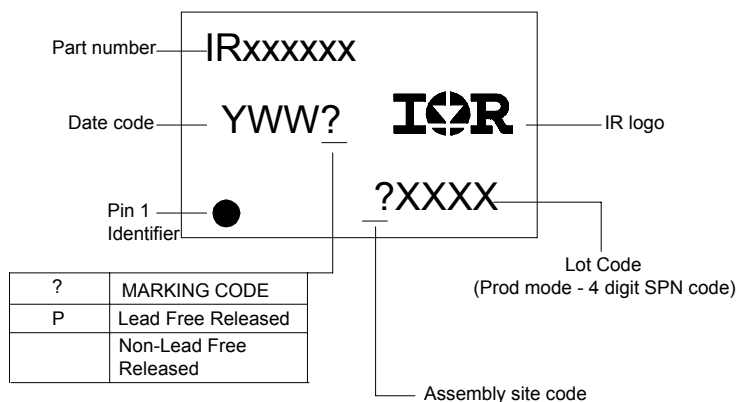 Part number
IRxxxxxx
Date code
YWW?
IOR
IR logo
Pin 1
Identifier
?XXXX
Lot Code
(Prod mode - 4 digit SPN code)
? MARKING CODE
P Lead Free Released
Non-Lead Free
Released
Assembly site code